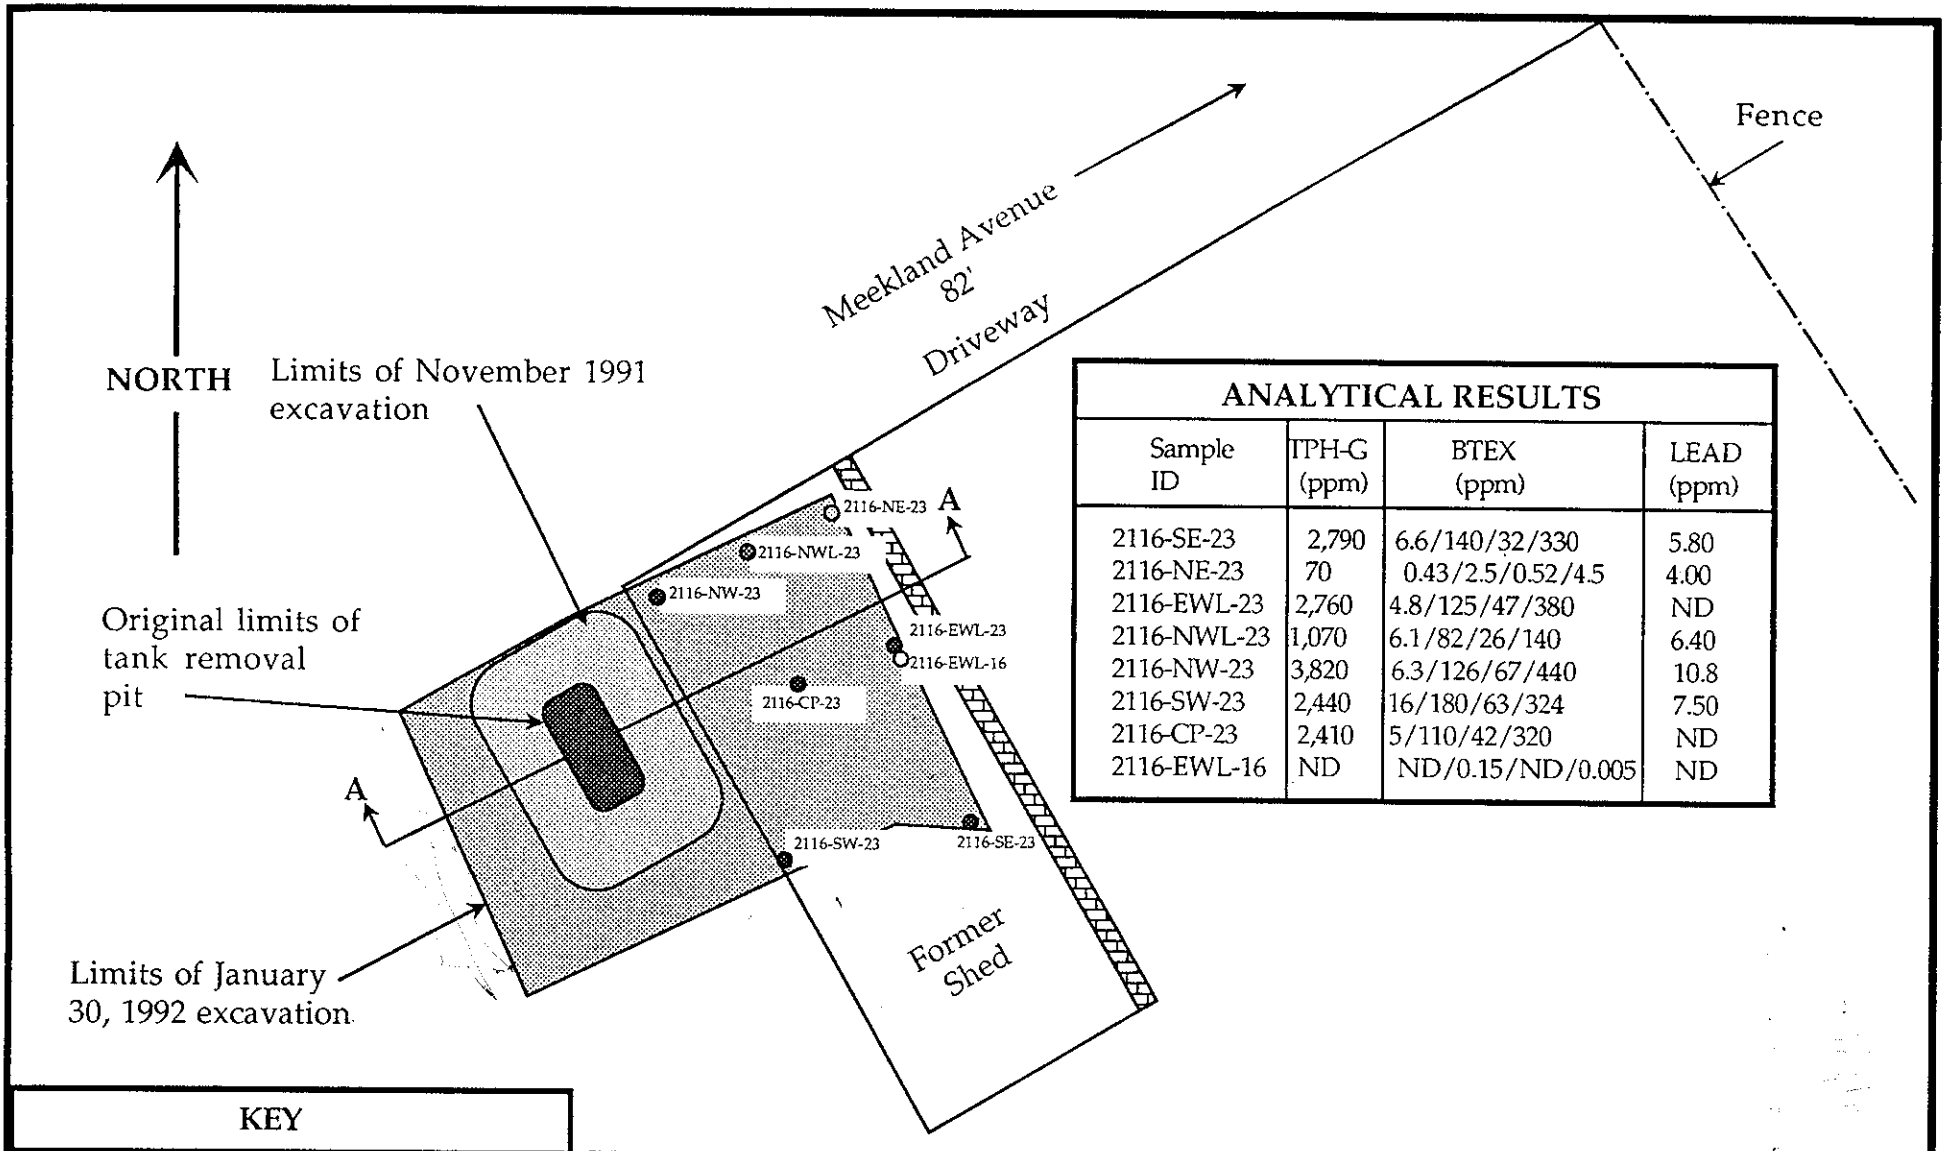 Fence
Meekland Avenue
82'
Driveway
NORTH
Limits of November 1991
excavation
ANALYTICAL RESULTS
Sample ID TPH-G (ppm) BTEX (ppm) LEAD (ppm)
2116-SE-23 2,790 6.6/140/32/330 5.80
2116-NE-23 70 0.43/2.5/0.52/4.5 4.00
2116-EWL-23 2,760 4.8/125/47/380 ND
2116-NWL-23 1,070 6.1/82/26/140 6.40
2116-NW-23 3,820 6.3/126/67/440 10.8
2116-SW-23 2,440 16/180/63/324 7.50
2116-CP-23 2,410 5/110/42/320 ND
2116-EWL-16 ND ND/0.15/ND/0.005 ND
2116-NE-23
A
2116-NWL-23
2116-NW-23
2116-EWL-23
2116-EWL-16
2116-CP-23
Original limits of
tank removal
pit
A
2116-SW-23
2116-SE-23
Former
Shed
Limits of January
30, 1992 excavation
KEY